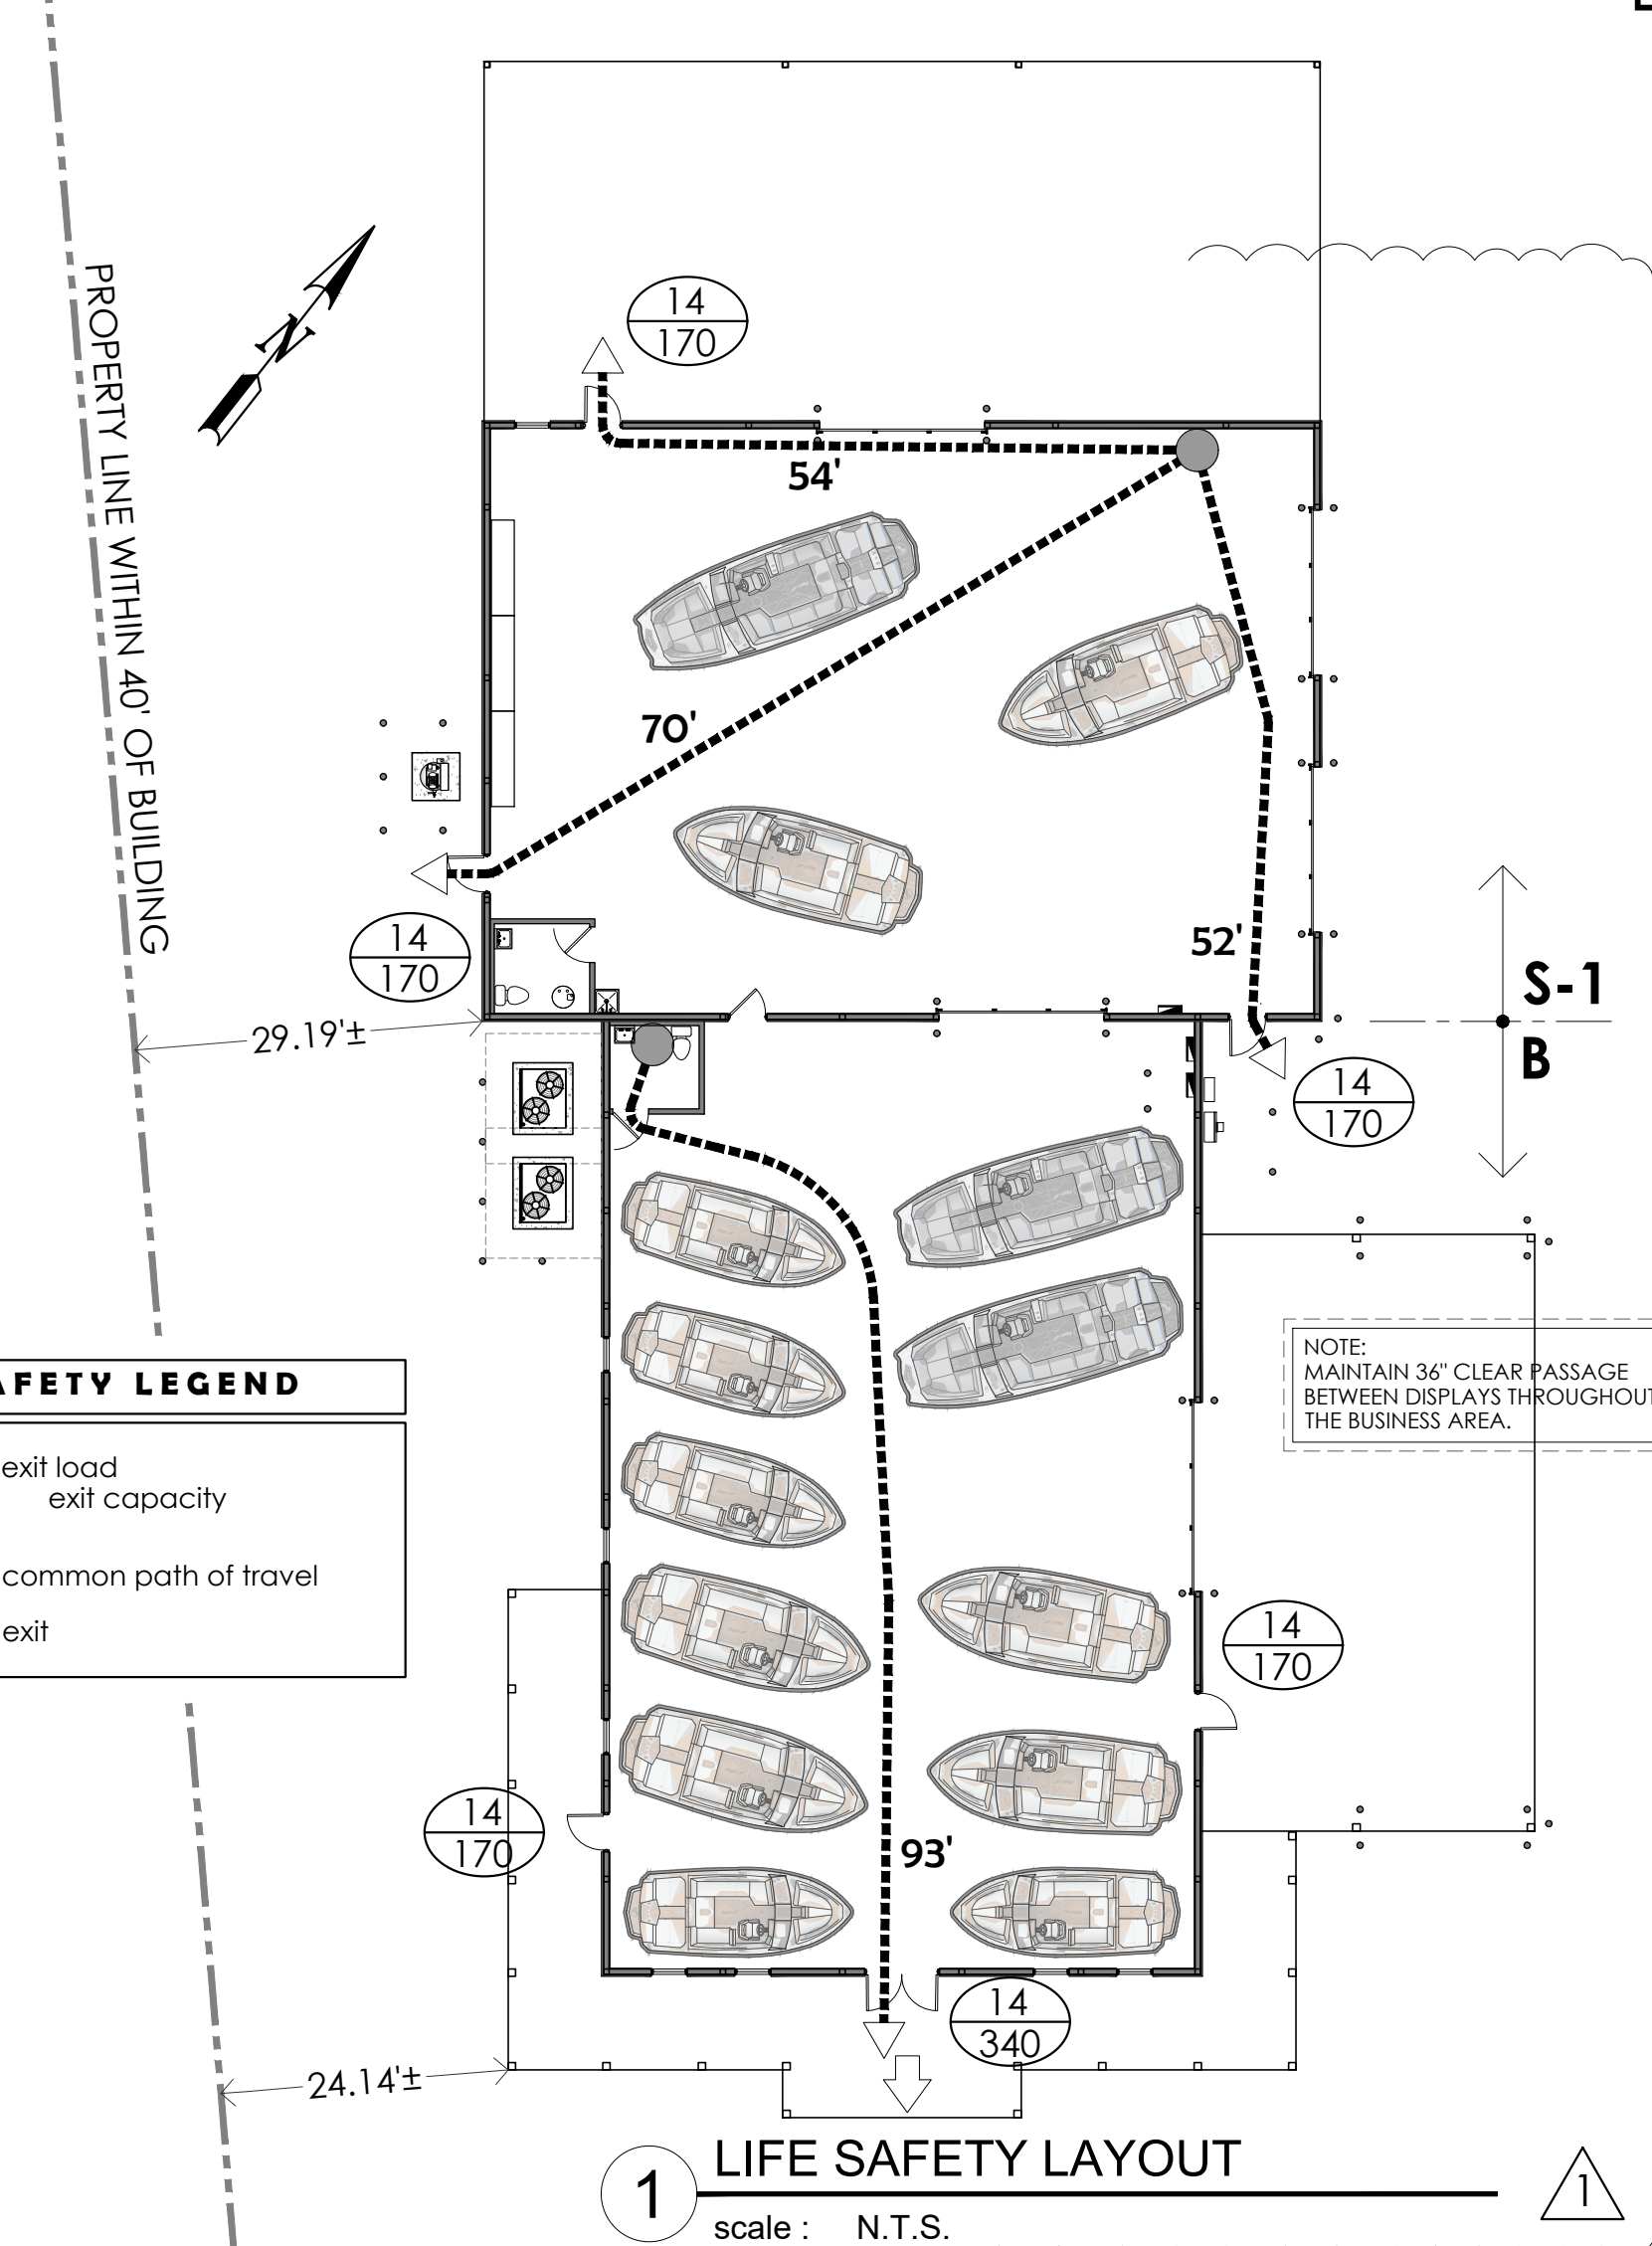 14
170
N
PROPERTY LINE WITHIN 40' OF BUILDING
54'
70'
14
170
52'
S-1
B
29.19'±
14
170
NOTE:
MAINTAIN 36" CLEAR PASSAGE
BETWEEN DISPLAYS THROUGHOUT
THE BUSINESS AREA.
AFETY LEGEND
exit load
exit capacity
common path of travel
exit
14
170
14
170
93'
14
340
24.14'±
1
LIFE SAFETY LAYOUT
scale : N.T.S.
1